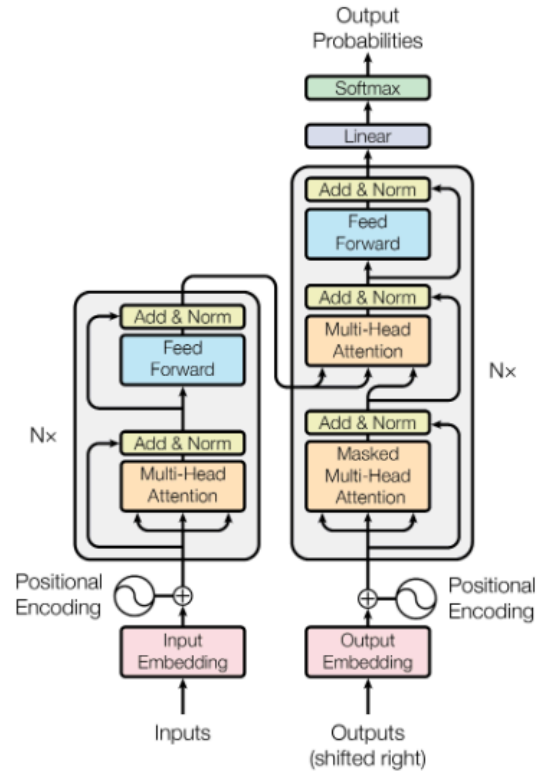 Output
Probabilities
Softmax
Linear
Add & Norm
Feed
Forward
Add & Norm
Multi-Head
Attention
Add & Norm
Masked
Multi-Head
Attention
N×
Positional
Encoding
Output
Embedding
Outputs
(shifted right)
Add & Norm
Feed
Forward
Add & Norm
Multi-Head
Attention
N×
Positional
Encoding
Input
Embedding
Inputs